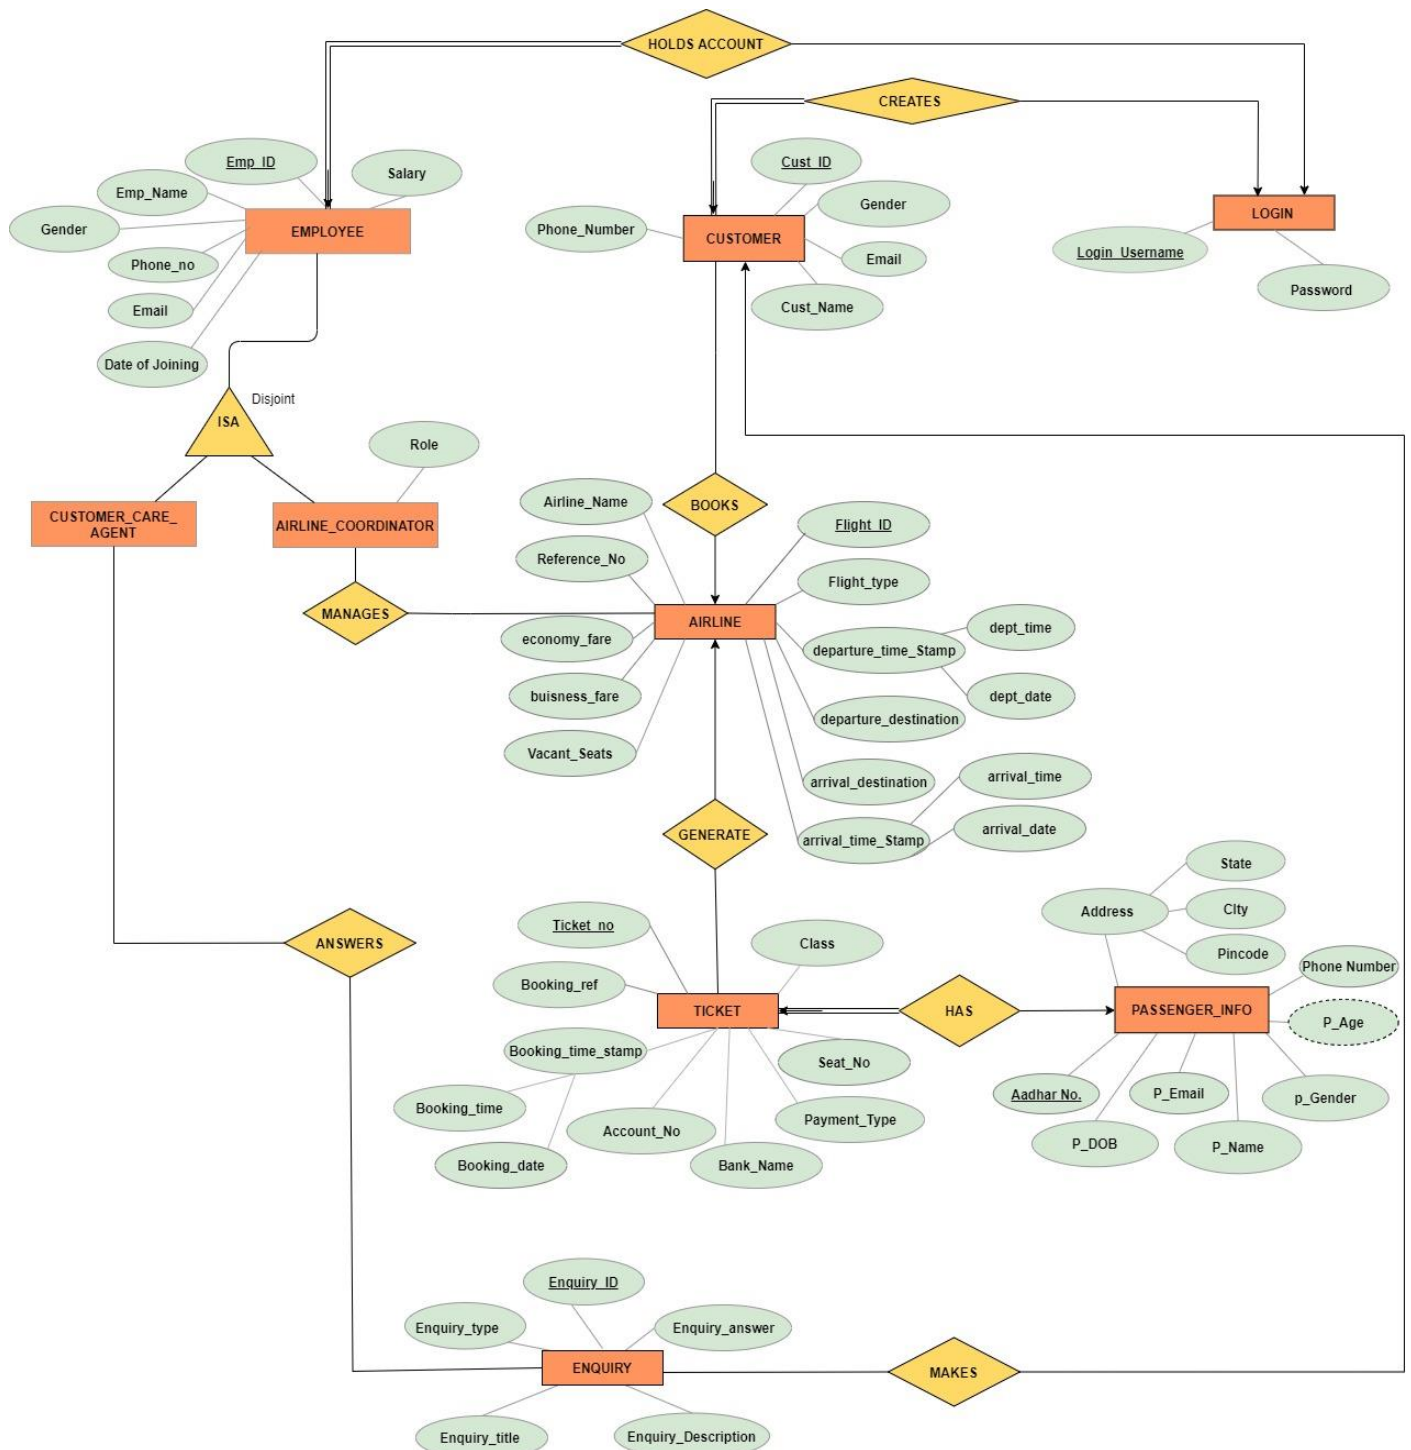 HOLDS ACCOUNT
CREATES
Emp_ID
Salary
Emp_Name
Gender
EMPLOYEE
Phone_no
Email
Date of Joining
Cust_ID
Gender
Phone_Number
CUSTOMER
Email
Cust_Name
LOGIN
Login_Username
Password
ISA
Disjoint
Role
CUSTOMER_CARE_
AGENT
AIRLINE_COORDINATOR
MANAGES
BOOKS
Airline_Name
Flight_ID
Reference_No
Flight_type
AIRLINE
economy_fare
departure_time_Stamp
dept_time
dept_date
buisness_fare
departure_destination
Vacant_Seats
arrival_destination
arrival_time
arrival_time_Stamp
arrival_date
GENERATE
State
Address
CIty
Pincode
Phone Number
ANSWERS
Ticket_no
Class
Booking_ref
TICKET
HAS
PASSENGER_INFO
P_Age
Booking_time_stamp
Seat_No
Booking_time
Account_No
Payment_Type
Booking_date
Bank_Name
Aadhar No.
P_Email
p_Gender
P_DOB
P_Name
Enquiry_ID
Enquiry_type
Enquiry_answer
ENQUIRY
MAKES
Enquiry_title
Enquiry_Description